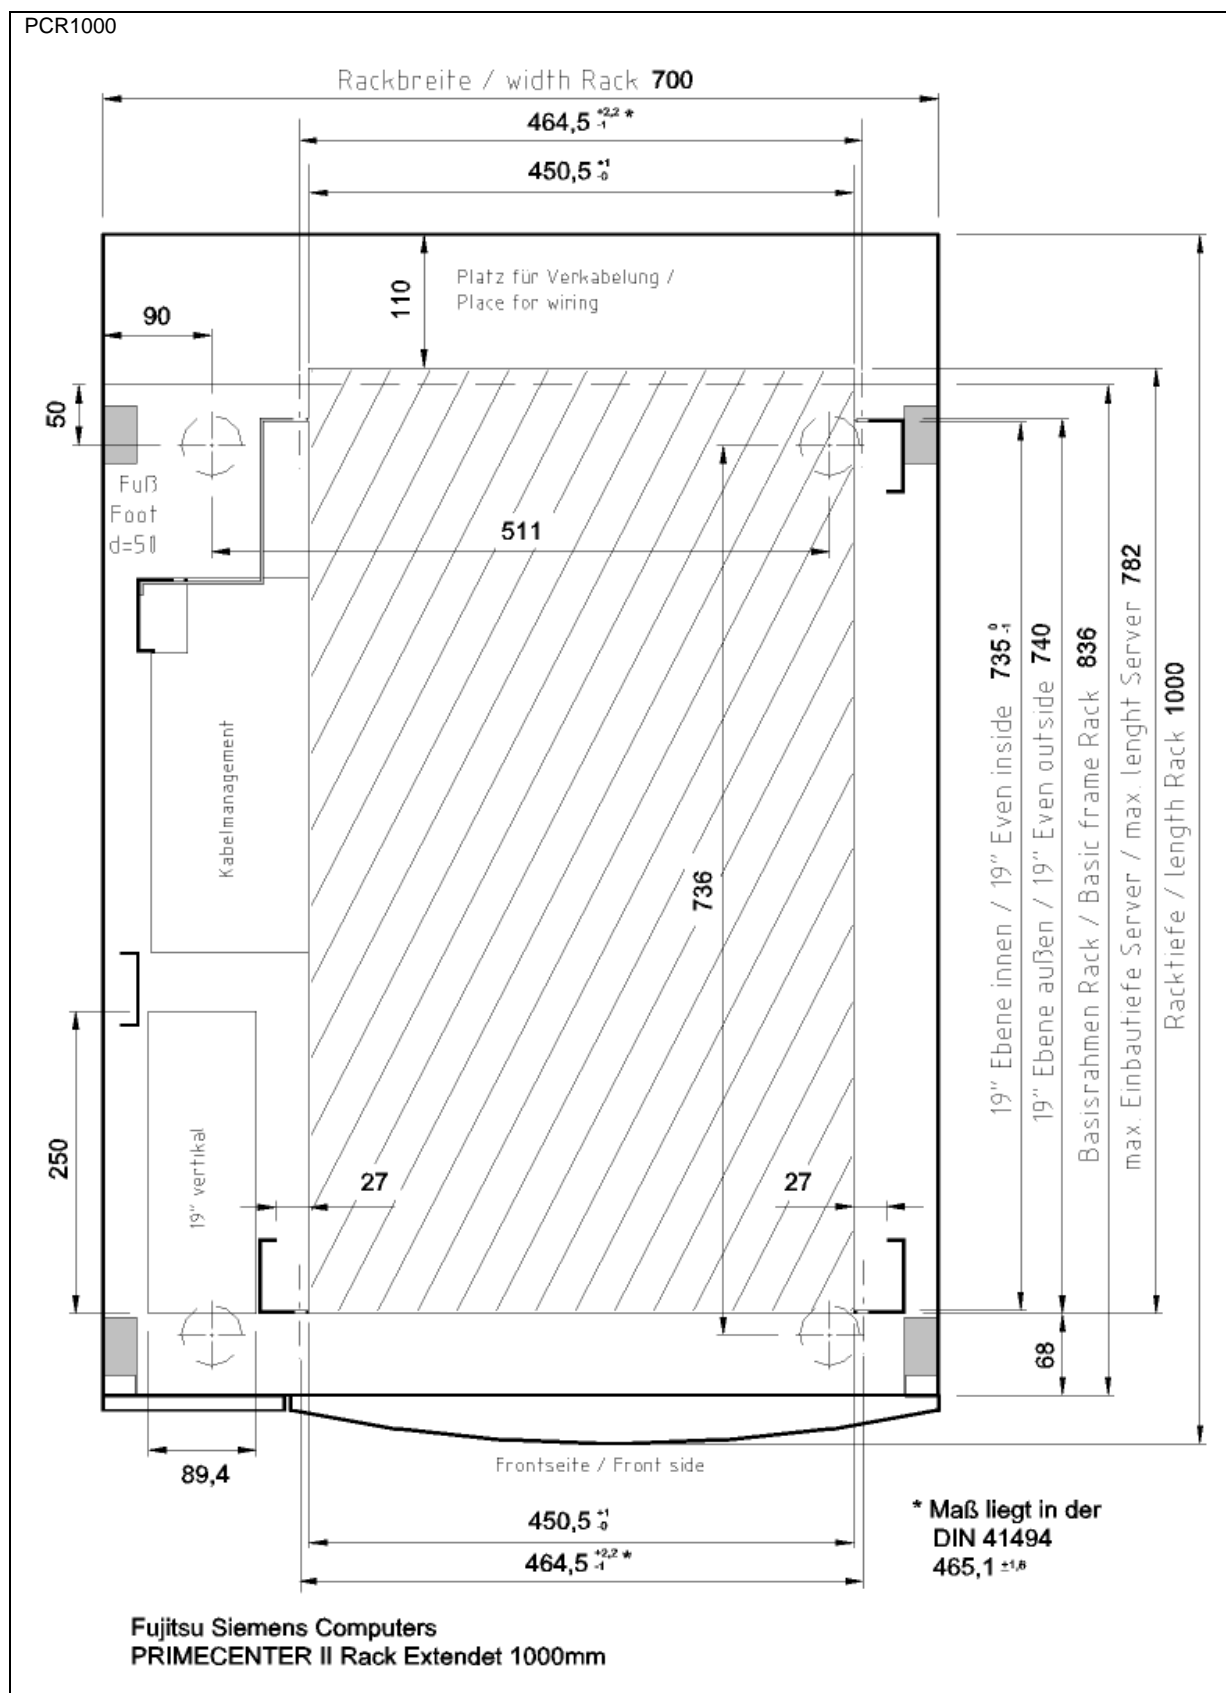 PCR1000
Rackbreite / width Rack 700
464,5 +2,2 -1 *
450,5 +1 -0
Platz für Verkabelung /
Place for wiring
110
90
50
Fuß
Foot
d=50
511
736
Kabelmanagement
19" vertikal
250
27
27
19" Ebene innen / 19" Even inside 735 0 -1
19" Ebene außen / 19" Even outside 740
Basisrahmen Rack / Basic frame Rack 836
max. Einbautiefe Server / max. lenght Server 782
Racktiefe / length Rack 1000
68
89,4
Frontseite / Front side
450,5 +1 -0
464,5 +2,2 -1 *
* Maß liegt in der
DIN 41494
465,1 ±1,6
Fujitsu Siemens Computers
PRIMECENTER II Rack Extendet 1000mm